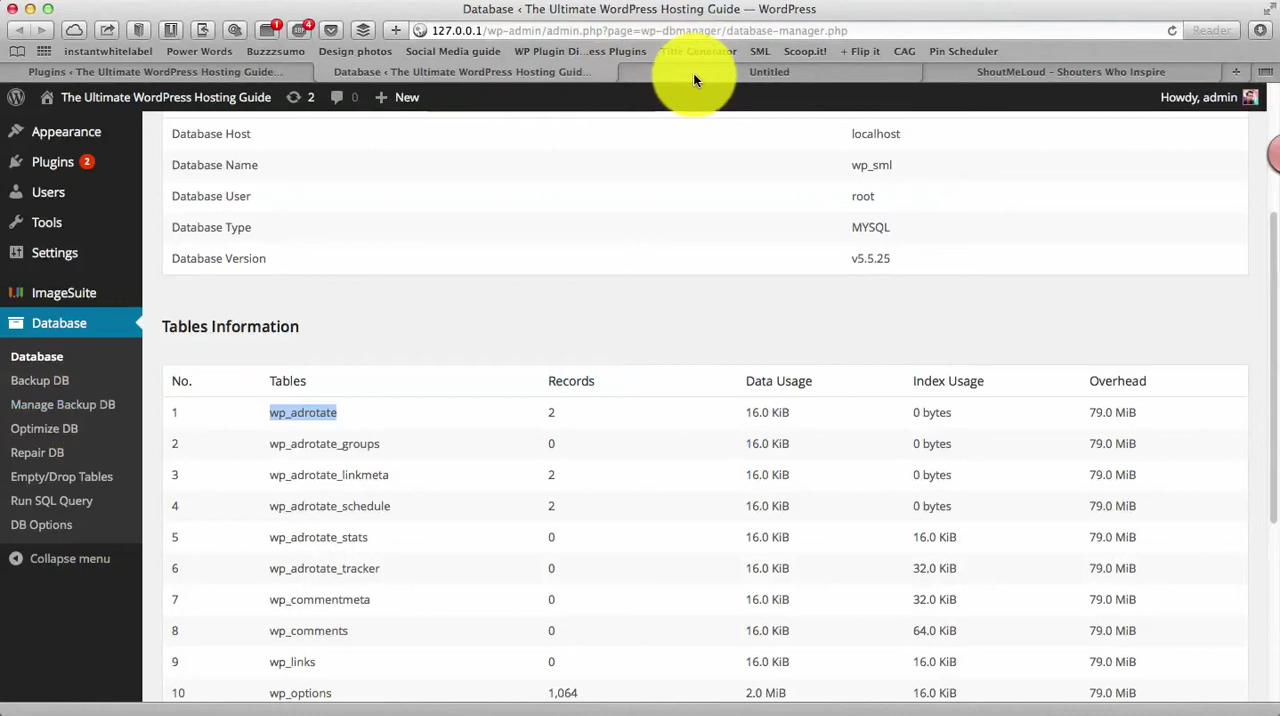 Database ‹ The Ultimate WordPress Hosting Guide — WordPress
127.0.0.1/wp-admin/admin.php?page=wp-dbmanager/database-manager.php
Reader
1
4
instantwhitelabel Power Words Buzzzsumo Design photos Social Media guide WP Plugin Di...ess Plugins Title Generator SML Scoopit! + Flip it CAG Pin Scheduler
Plugins ‹ The Ultimate WordPress Hosting Guide... Database ‹ The Ultimate WordPress Hosting Guid... Untitled ShoutMeLoud - Shouters Who Inspire
The Ultimate WordPress Hosting Guide 2 0 + New Howdy, admin
Appearance
Plugins 2
Users
Tools
Settings
ImageSuite
Database
Database
Backup DB
Manage Backup DB
Optimize DB
Repair DB
Empty/Drop Tables
Run SQL Query
DB Options
Collapse menu
Database Host localhost
Database Name wp_sml
Database User root
Database Type MYSQL
Database Version v5.5.25
Tables Information
No. Tables Records Data Usage Index Usage Overhead
1 wp_adrotate 2 16.0 KiB 0 bytes 79.0 MiB
2 wp_adrotate_groups 0 16.0 KiB 0 bytes 79.0 MiB
3 wp_adrotate_linkmeta 2 16.0 KiB 0 bytes 79.0 MiB
4 wp_adrotate_schedule 2 16.0 KiB 0 bytes 79.0 MiB
5 wp_adrotate_stats 0 16.0 KiB 16.0 KiB 79.0 MiB
6 wp_adrotate_tracker 0 16.0 KiB 32.0 KiB 79.0 MiB
7 wp_commentmeta 0 16.0 KiB 32.0 KiB 79.0 MiB
8 wp_comments 0 16.0 KiB 64.0 KiB 79.0 MiB
9 wp_links 0 16.0 KiB 16.0 KiB 79.0 MiB
10 wp_options 1,064 2.0 MiB 16.0 KiB 79.0 MiB